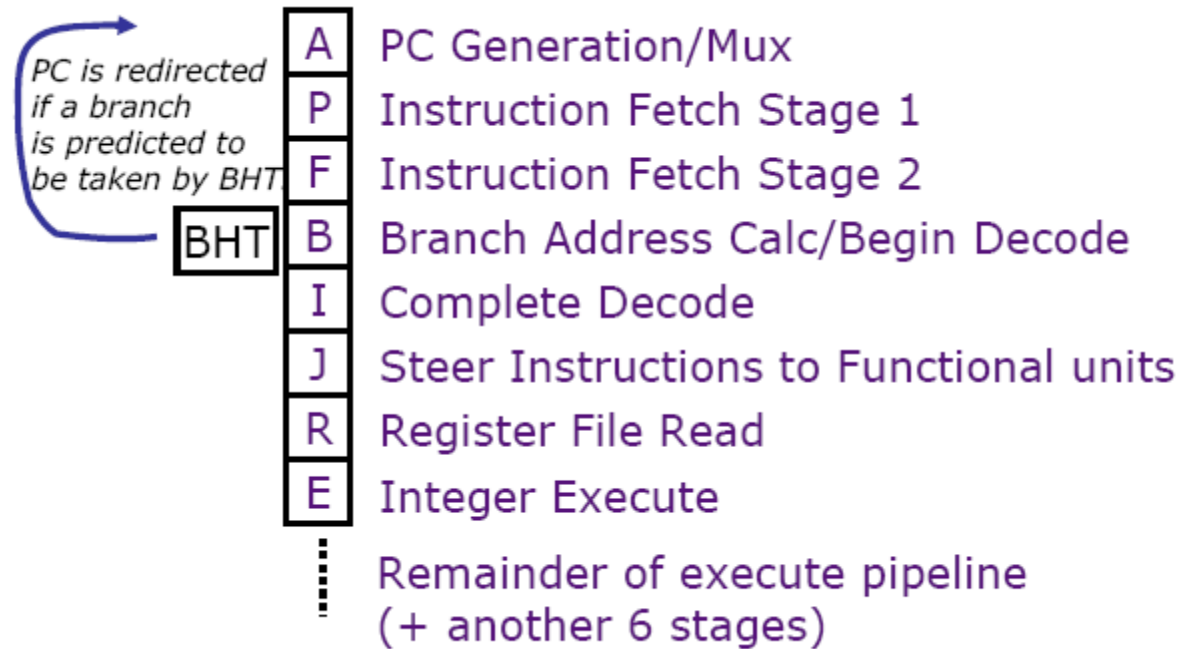 A PC Generation/Mux
PC is redirected
if a branch
is predicted to
be taken by BHT.
P Instruction Fetch Stage 1
F Instruction Fetch Stage 2
BHT B Branch Address Calc/Begin Decode
I Complete Decode
J Steer Instructions to Functional units
R Register File Read
E Integer Execute
Remainder of execute pipeline
(+ another 6 stages)